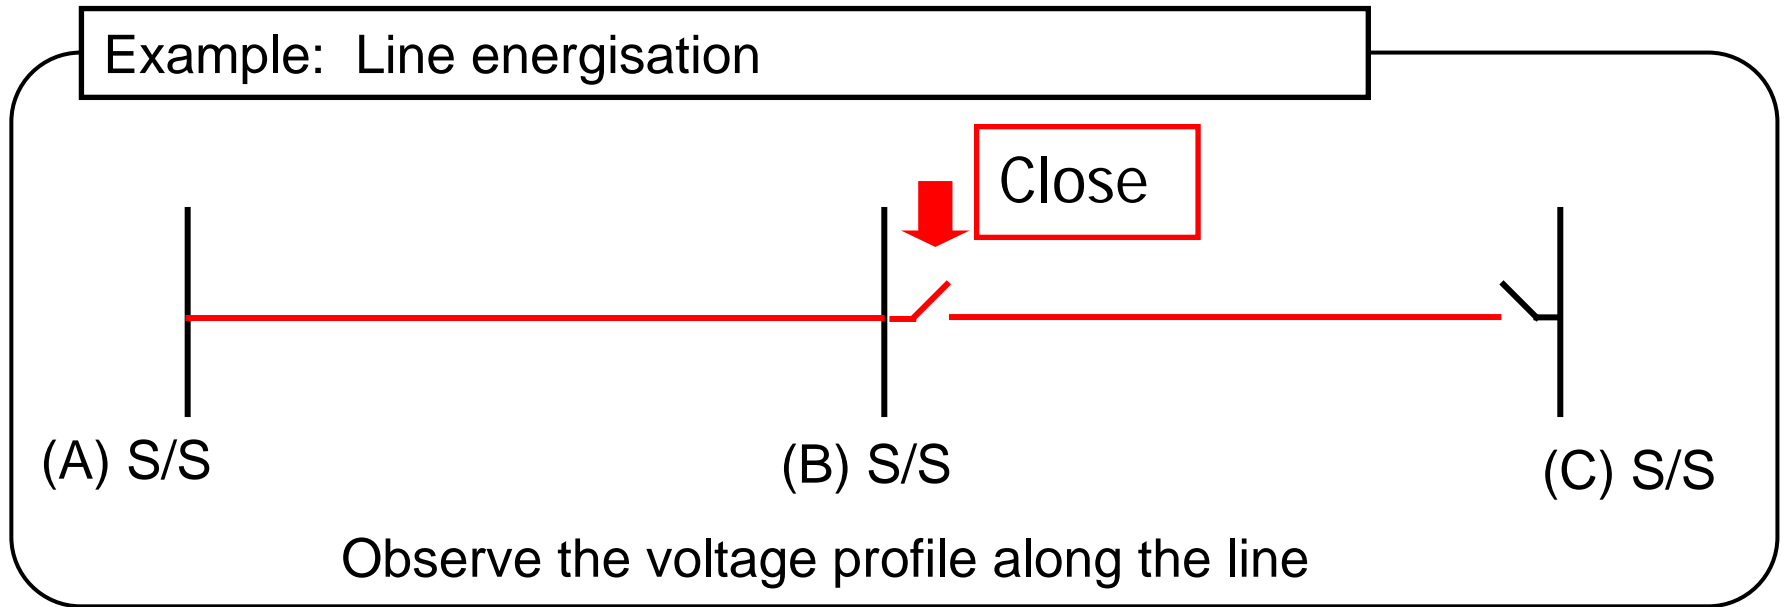 Example: Line energisation
Close
(A) S/S
(B) S/S
(C) S/S
Observe the voltage profile along the line